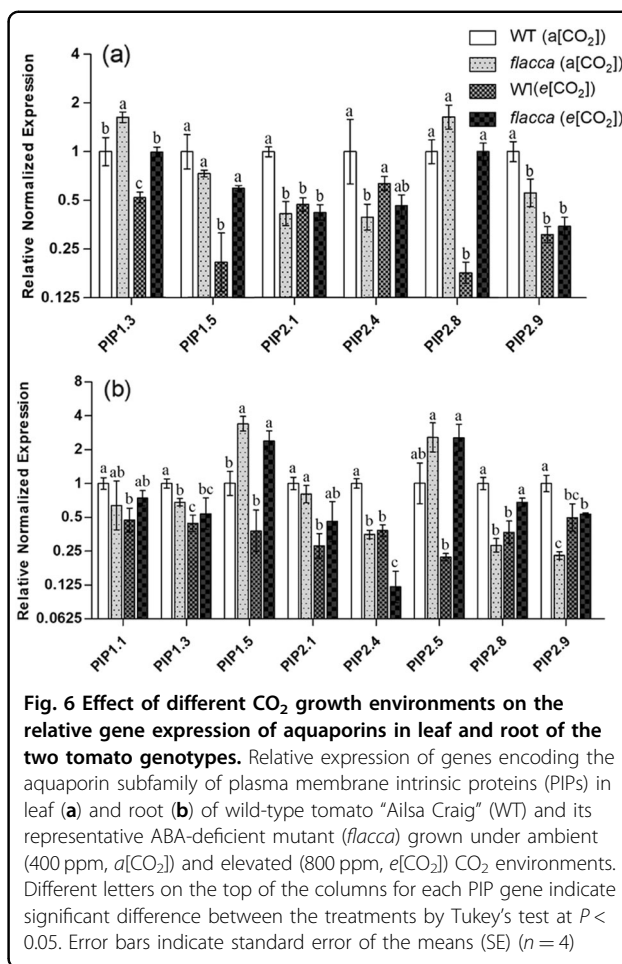 (a)
WT (a[CO₂])
flacca (a[CO₂])
WT(e[CO₂])
flacca (e[CO₂])
Relative Normalized Expression
4
2
1
0.5
0.25
0.125
b a c b
a a b a
a b b b
a b a ab
a a b a
a b b b
PIP1.3 PIP1.5 PIP2.1 PIP2.4 PIP2.8 PIP2.9
(b)
Relative Normalized Expression
8
4
2
1
0.5
0.25
0.125
0.0625
a ab b ab
a b c bc
b a b a
a a b ab
a b b c
ab a b a
a b b a
a c bc b
PIP1.1 PIP1.3 PIP1.5 PIP2.1 PIP2.4 PIP2.5 PIP2.8 PIP2.9
Fig. 6 Effect of different CO₂ growth environments on the
relative gene expression of aquaporins in leaf and root of the
two tomato genotypes. Relative expression of genes encoding the
aquaporin subfamily of plasma membrane intrinsic proteins (PIPs) in
leaf (a) and root (b) of wild-type tomato “Ailsa Craig” (WT) and its
representative ABA-deficient mutant (flacca) grown under ambient
(400 ppm, a[CO₂]) and elevated (800 ppm, e[CO₂]) CO₂ environments.
Different letters on the top of the columns for each PIP gene indicate
significant difference between the treatments by Tukey’s test at P <
0.05. Error bars indicate standard error of the means (SE) (n = 4)